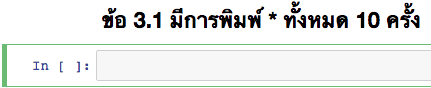 ข้อ 3.1 มีการพิมพ์ * ทั้งหมด 10 ครั้ง
In [ ]: